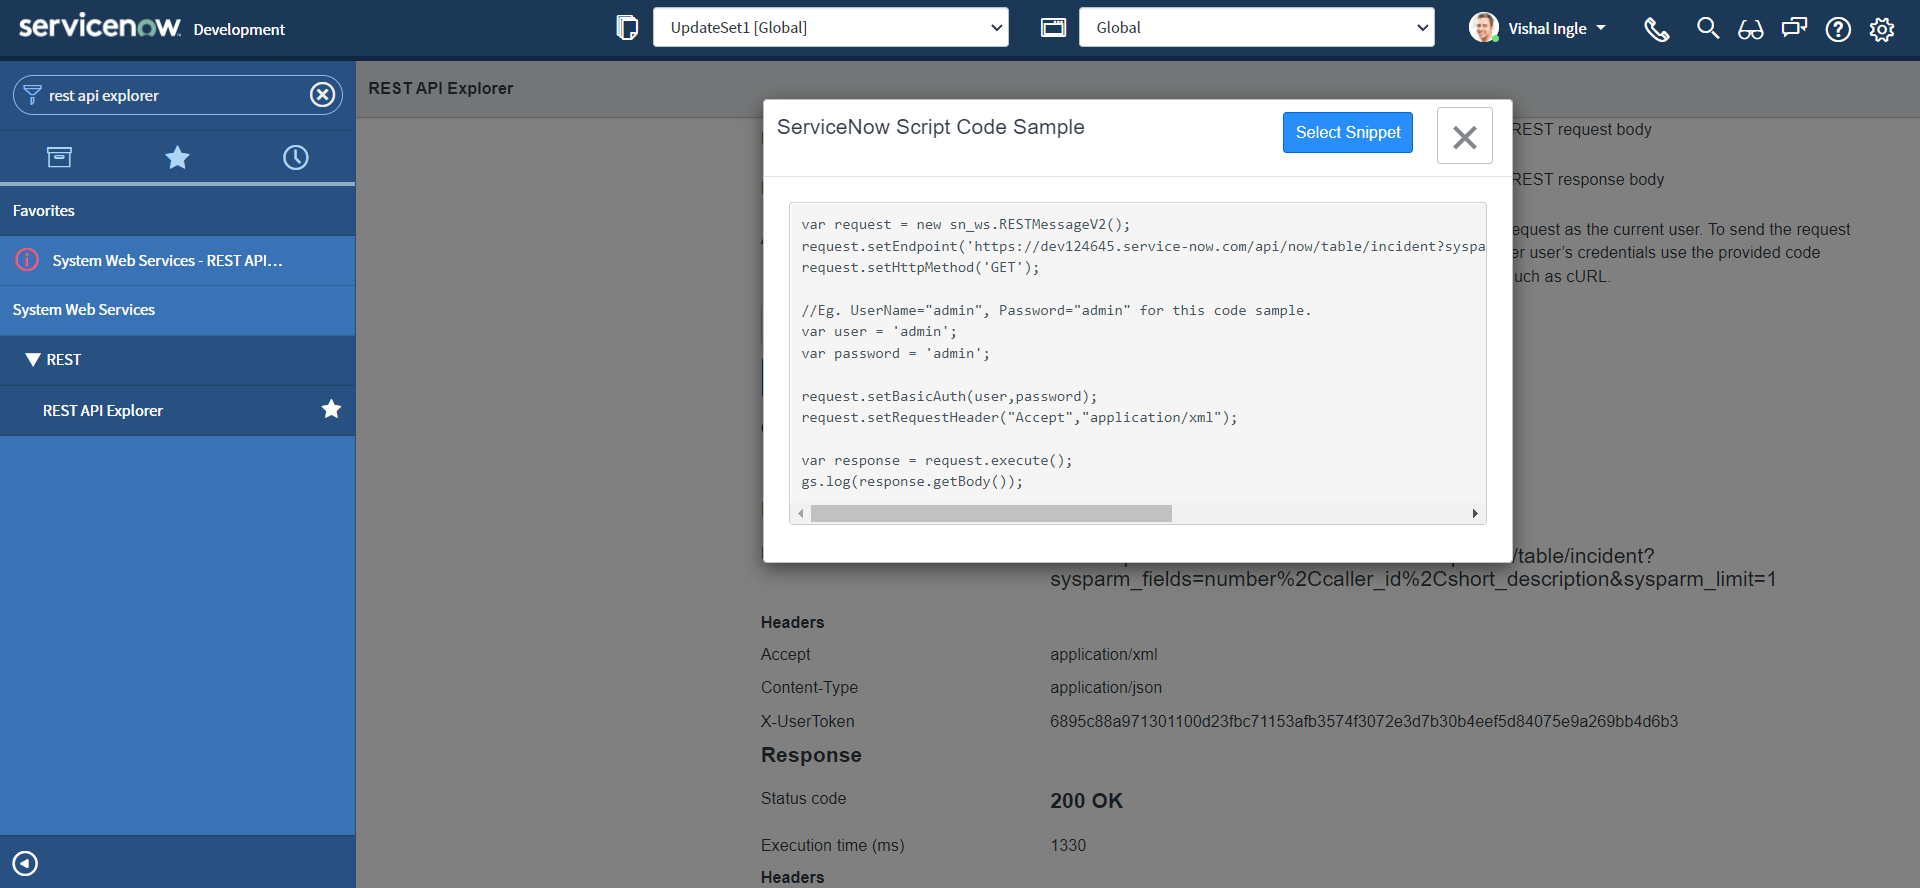 servicenow. Development
UpdateSet1 [Global]
Global
Vishal Ingle
rest api explorer
Favorites
System Web Services - REST API...
System Web Services
REST
REST API Explorer
REST API Explorer
ServiceNow Script Code Sample
Select Snippet
var request = new sn_ws.RESTMessageV2();
request.setEndpoint('https://dev124645.service-now.com/api/now/table/incident?syspa
request.setHttpMethod('GET');
//Eg. UserName="admin", Password="admin" for this code sample.
var user = 'admin';
var password = 'admin';
request.setBasicAuth(user,password);
request.setRequestHeader("Accept","application/xml");
var response = request.execute();
gs.log(response.getBody());
REST request body
REST response body
equest as the current user. To send the request
er user's credentials use the provided code
uch as cURL.
/table/incident?
sysparm_fields=number%2Ccaller_id%2Cshort_description&sysparm_limit=1
Headers
Accept application/xml
Content-Type application/json
X-UserToken 6895c88a971301100d23fbc71153afb3574f3072e3d7b30b4eef5d84075e9a269bb4d6b3
Response
Status code 200 OK
Execution time (ms) 1330
Headers